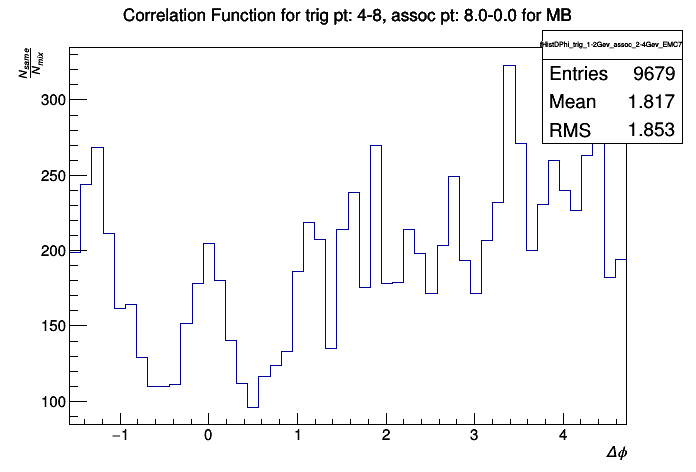 Correlation Function for trig pt: 4-8, assoc pt: 8.0-0.0 for MB
N_same
N_mix
fHistDPhi_trig_1-2Gev_assoc_2-4Gev_EMC7
Entries 9679
Mean 1.817
RMS 1.853
300
250
200
150
100
−1 0 1 2 3 4
Δϕ